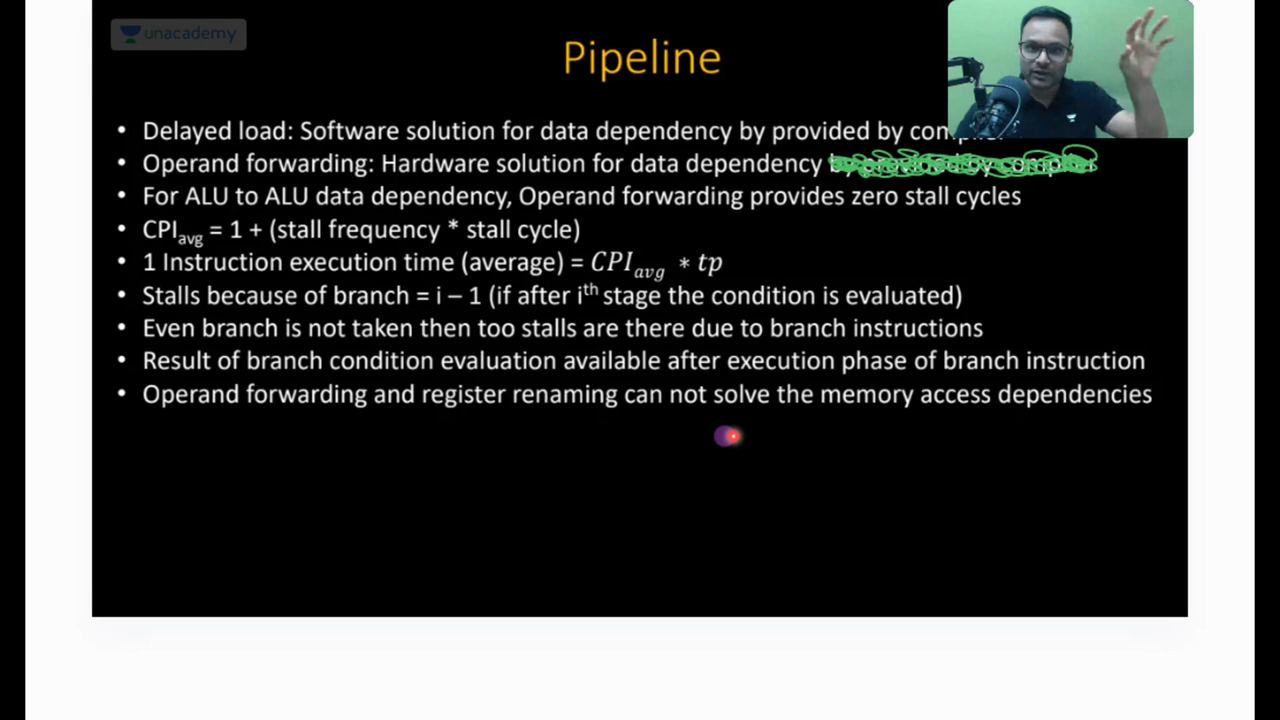 unacademy
Pipeline
• Delayed load: Software solution for data dependency by provided by
• Operand forwarding: Hardware solution for data dependency
• For ALU to ALU data dependency, Operand forwarding provides zero stall cycles
• CPIavg = 1 + (stall frequency * stall cycle)
• 1 Instruction execution time (average) = CPIavg * tp
• Stalls because of branch = i – 1 (if after ith stage the condition is evaluated)
• Even branch is not taken then too stalls are there due to branch instructions
• Result of branch condition evaluation available after execution phase of branch instruction
• Operand forwarding and register renaming can not solve the memory access dependencies